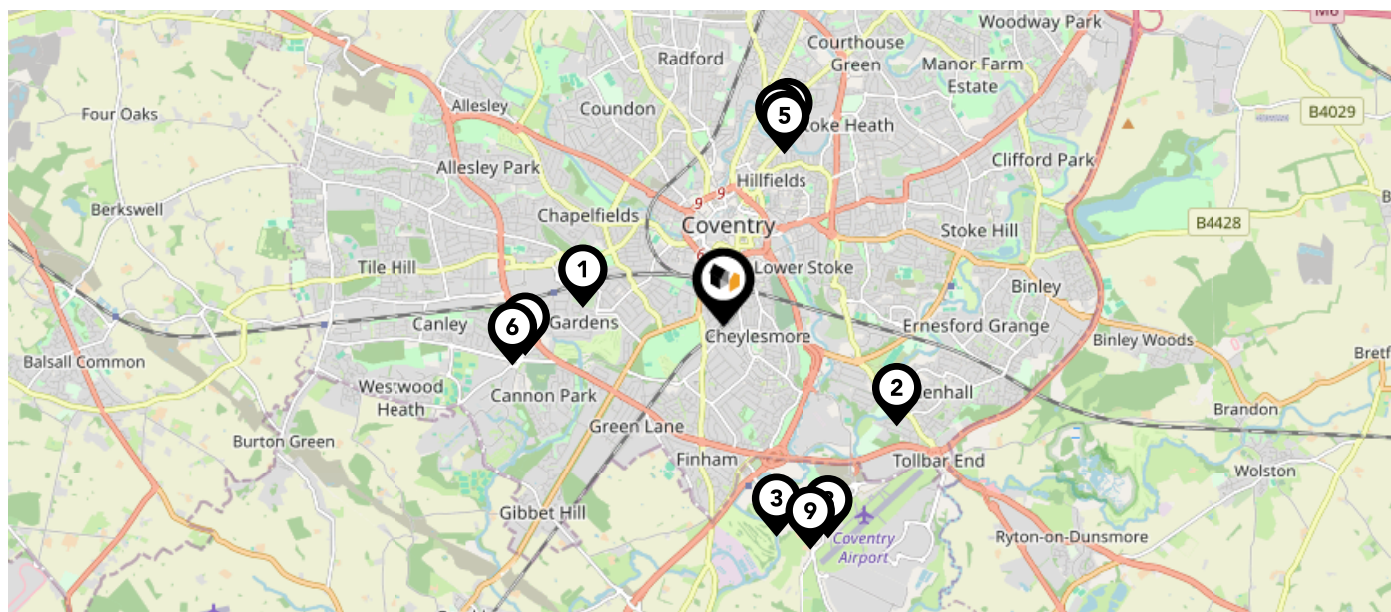 M6
Woodway Park
Courthouse
Green
Radford
Manor Farm
Estate
Allesley
Coundon
Four Oaks
B4029
5
toke Heath
Clifford Park
Allesley Park
Hillfields
9
9
Berkswell
Chapelfields
Coventry
B4428
Stoke Hill
Tile Hill
1
Lower Stoke
Binley
Canley
6
Gardens
Cheylesmore
Ernesford Grange
Binley Woods
Balsall Common
Bretf
Westwood
Heath
Cannon Park
2
enhall
Brandon
Green Lane
Burton Green
Finham
Tollbar End
Wolston
3
9
Gibbet Hill
Coventry
Airport
Ryton-on-Dunsmore